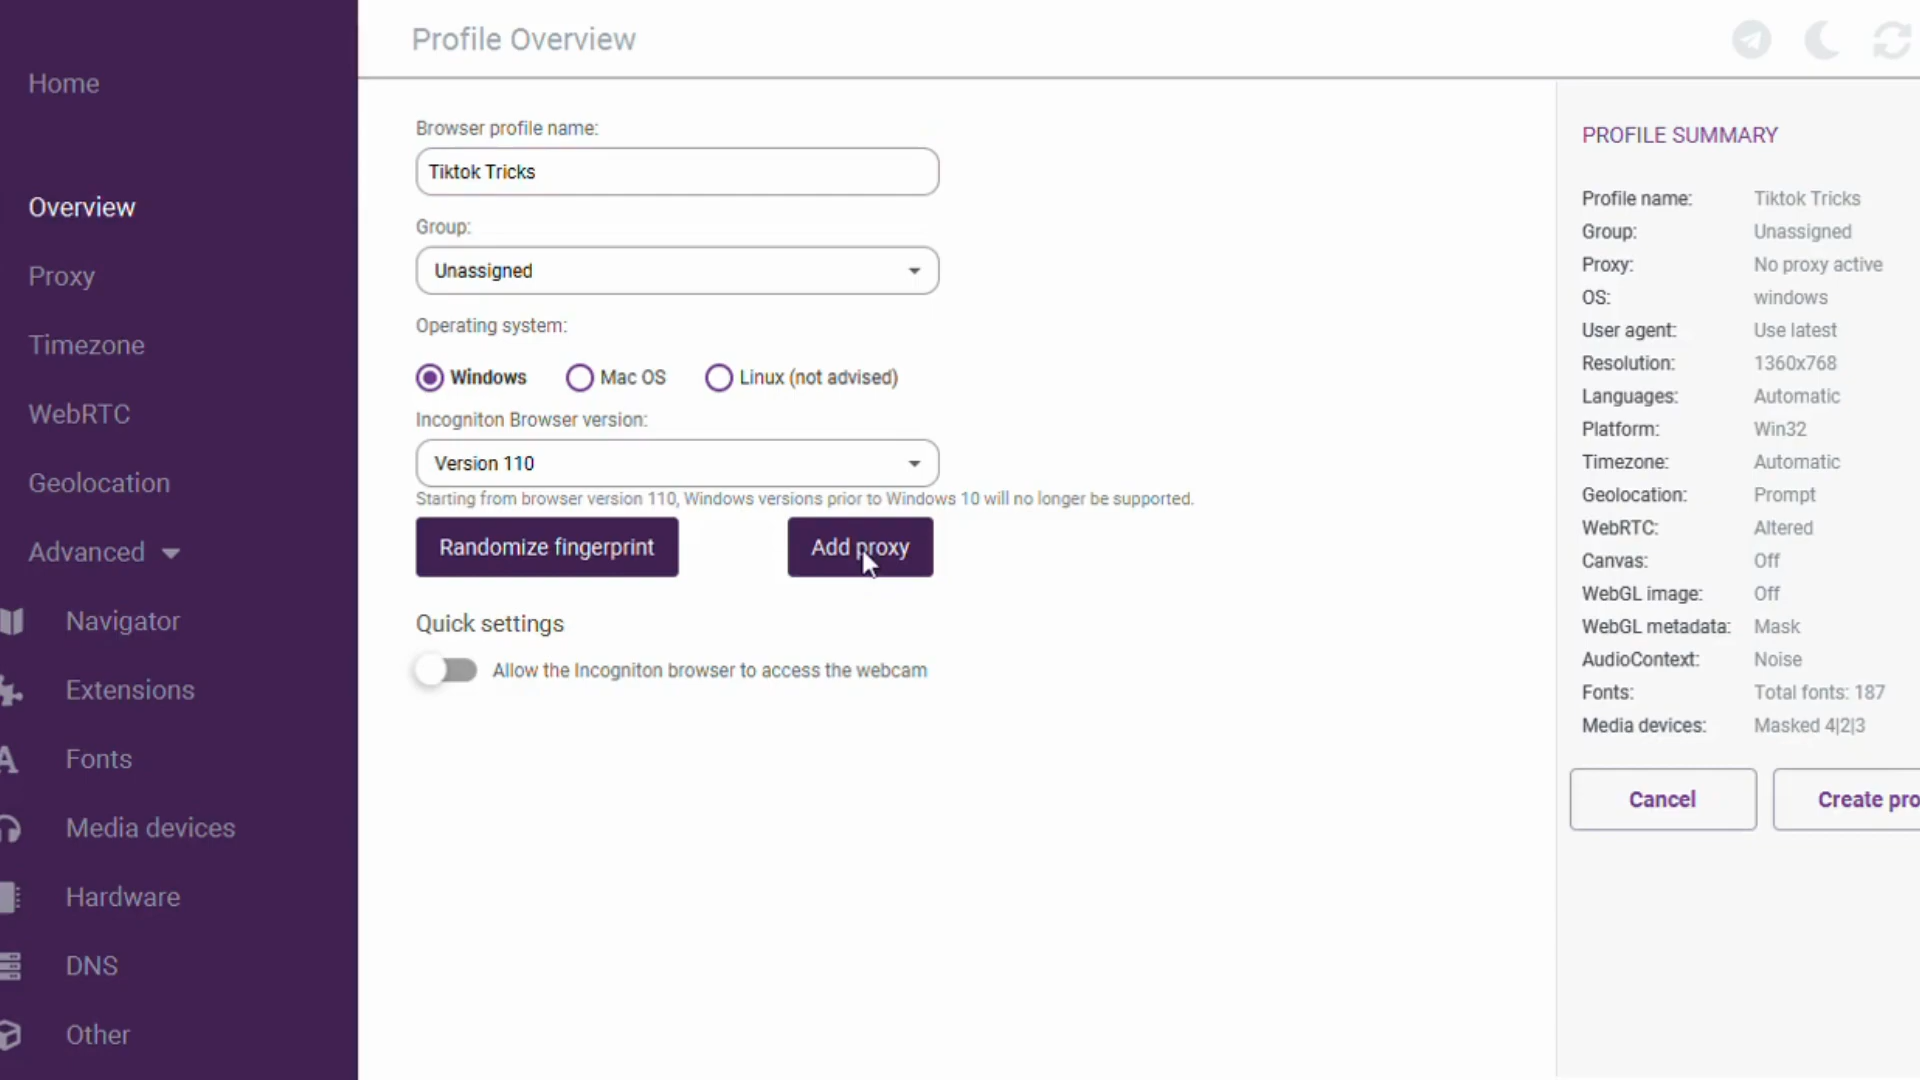 Profile Overview
Home
Overview
Proxy
Timezone
WebRTC
Geolocation
Advanced
Navigator
Extensions
Fonts
Media devices
Hardware
DNS
Other
Browser profile name:
Tiktok Tricks
Group:
Unassigned
Operating system:
Windows Mac OS Linux (not advised)
Incogniton Browser version:
Version 110
Starting from browser version 110, Windows versions prior to Windows 10 will no longer be supported.
Randomize fingerprint Add proxy
Quick settings
Allow the Incogniton browser to access the webcam
PROFILE SUMMARY
Profile name: Tiktok Tricks
Group: Unassigned
Proxy: No proxy active
OS: windows
User agent: Use latest
Resolution: 1360x768
Languages: Automatic
Platform: Win32
Timezone: Automatic
Geolocation: Prompt
WebRTC: Altered
Canvas: Off
WebGL image: Off
WebGL metadata: Mask
AudioContext: Noise
Fonts: Total fonts: 187
Media devices: Masked 4|2|3
Cancel Create pro